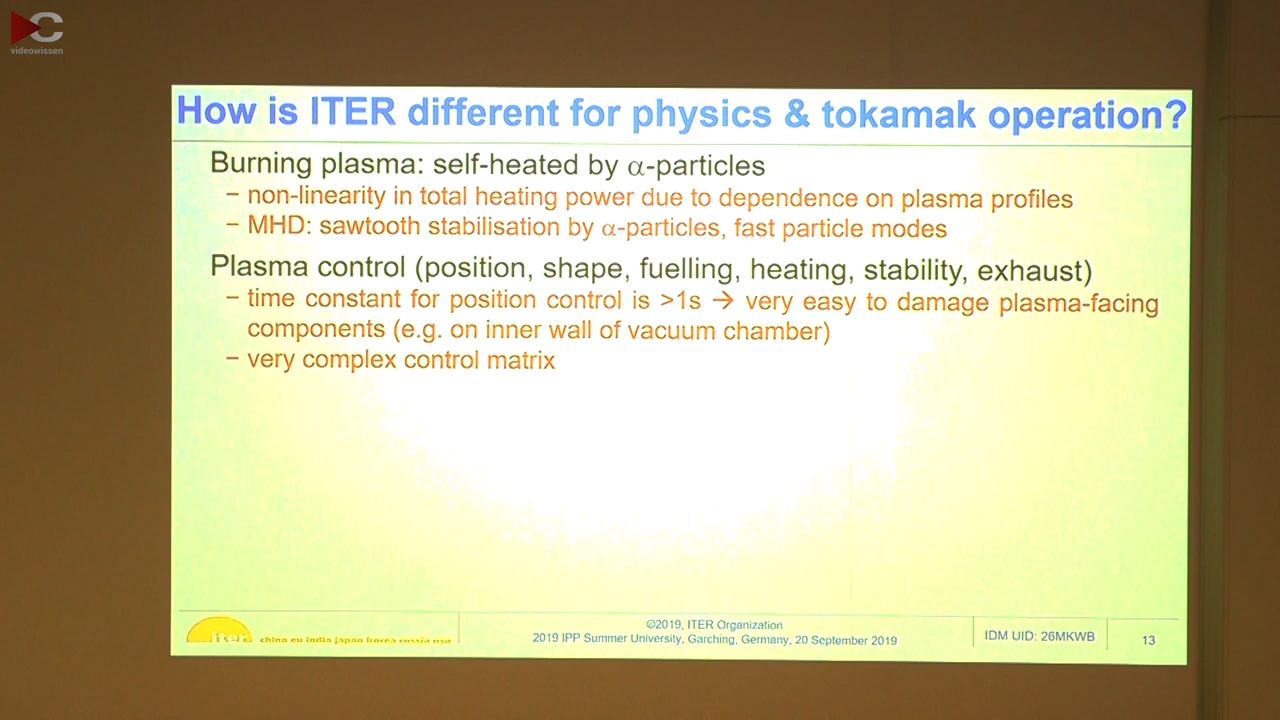 C
videowissen
How is ITER different for physics & tokamak operation?
Burning plasma: self-heated by α-particles
– non-linearity in total heating power due to dependence on plasma profiles
– MHD: sawtooth stabilisation by α-particles, fast particle modes
Plasma control (position, shape, fuelling, heating, stability, exhaust)
– time constant for position control is >1s → very easy to damage plasma-facing
components (e.g. on inner wall of vacuum chamber)
– very complex control matrix
iter
china eu india japan korea russia usa
©2019, ITER Organization
2019 IPP Summer University, Garching, Germany, 20 September 2019
IDM UID: 26MKWB
13